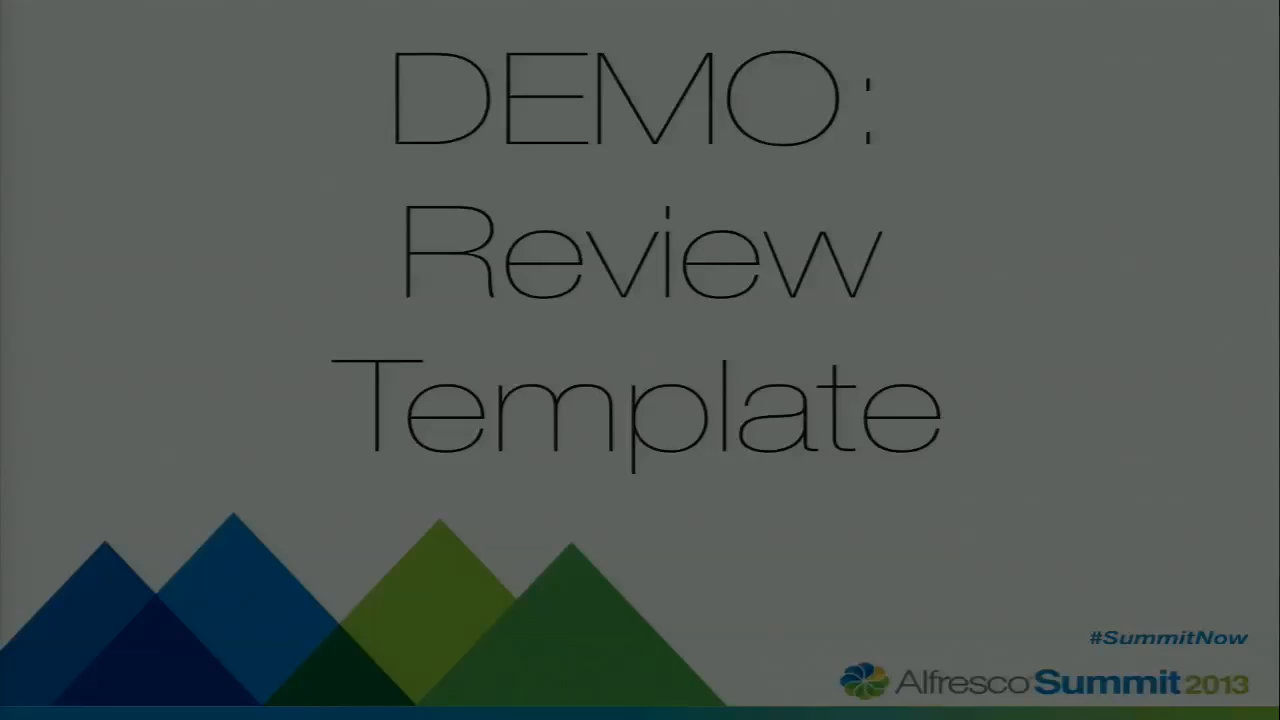 DEMO:
Review
Template
#SummitNow
Alfresco Summit 2013